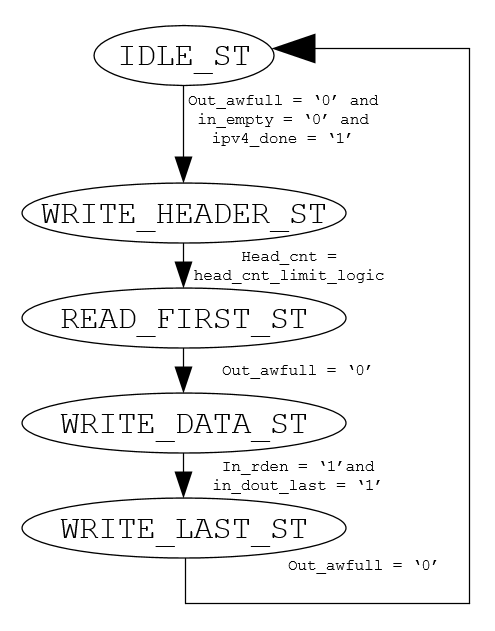 IDLE_ST
Out_awfull = ‘0’ and
in_empty = ‘0’ and
ipv4_done = ‘1’
WRITE_HEADER_ST
Head_cnt =
head_cnt_limit_logic
READ_FIRST_ST
Out_awfull = ‘0’
WRITE_DATA_ST
In_rden = ‘1’and
in_dout_last = ‘1’
WRITE_LAST_ST
Out_awfull = ‘0’